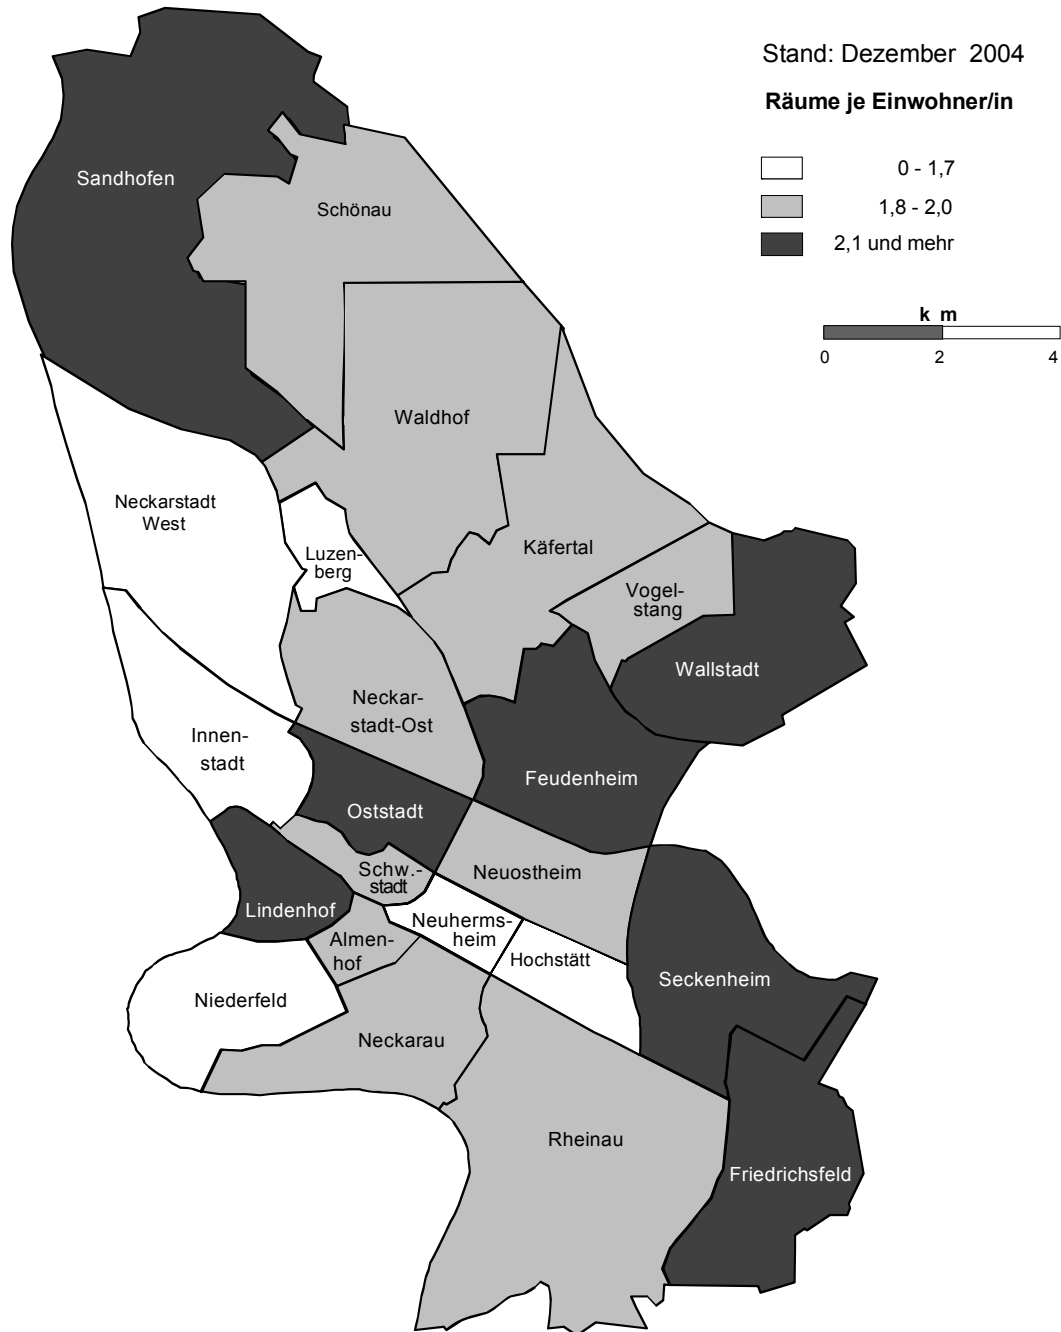 Stand: Dezember 2004
Räume je Einwohner/in
0 - 1,7
1,8 - 2,0
2,1 und mehr
k m
0 2 4
Sandhofen
Schönau
Waldhof
Neckarstadt
West
Luzen-
berg
Käfertal
Vogel-
stang
Wallstadt
Neckar-
stadt-Ost
Innen-
stadt
Feudenheim
Oststadt
Schw.-
stadt
Neuostheim
Lindenhof
Neuherms-
heim
Almen-
hof
Hochstätt
Seckenheim
Niederfeld
Neckarau
Rheinau
Friedrichsfeld